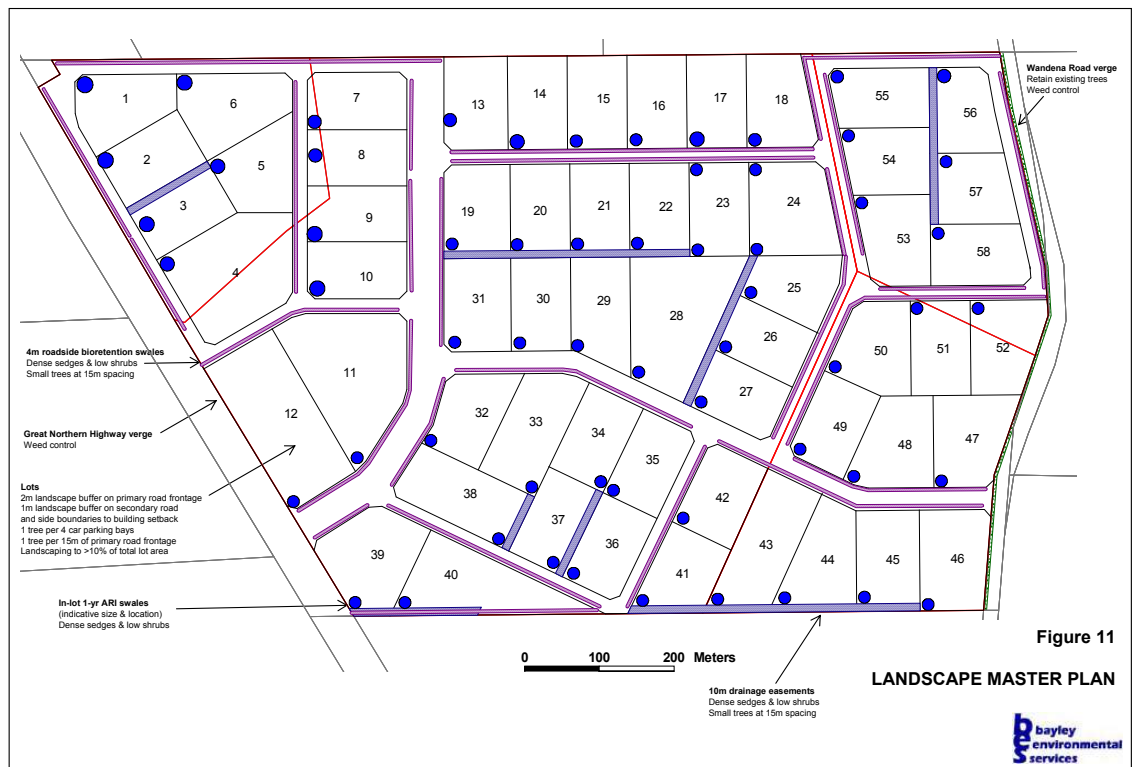 Wandena Road verge
Retain existing trees
Weed control
1
6
7
13
14
15
16
17
18
55
56
2
5
8
54
57
3
9
19
20
21
22
23
24
53
58
4
10
31
30
29
28
25
26
27
50
51
52
4m roadside bioretention swales
Dense sedges & low shrubs
Small trees at 15m spacing
11
12
Great Northern Highway verge
Weed control
32
33
34
35
49
48
47
Lots
2m landscape buffer on primary road frontage
1m landscape buffer on secondary road
and side boundaries to building setback
1 tree per 4 car parking bays
1 tree per 15m of primary road frontage
Landscaping to >10% of total lot area
38
37
36
42
43
44
45
46
39
40
41
In-lot 1-yr ARI swales
(indicative size & location)
Dense sedges & low shrubs
0 100 200 Meters
10m drainage easements
Dense sedges & low shrubs
Small trees at 15m spacing
Figure 11
LANDSCAPE MASTER PLAN
bes
bayley
environmental
services